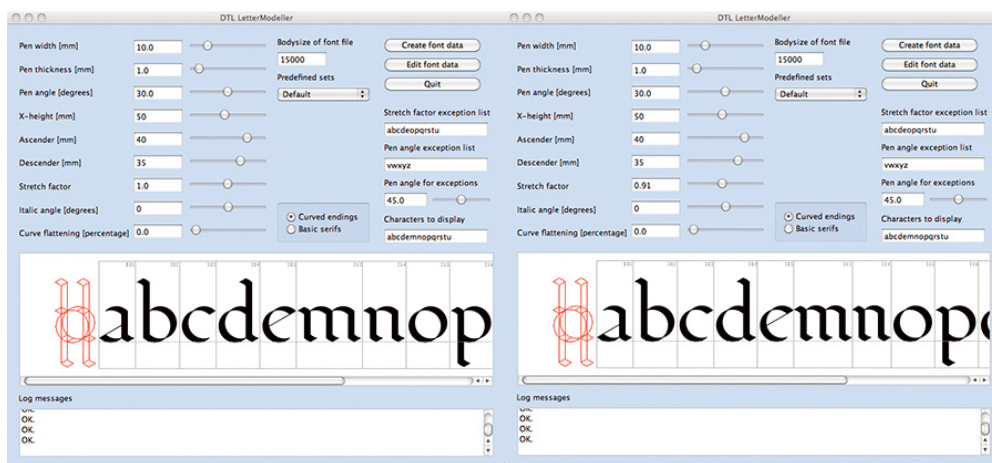 DTL LetterModeller
Pen width [mm] 10.0
Bodysize of font file
15000
Create font data
Pen thickness [mm] 1.0
Edit font data
Predefined sets
Quit
Pen angle [degrees] 30.0
Default
X-height [mm] 50
Stretch factor exception list
abcdeopqrstu
Ascender [mm] 40
Pen angle exception list
Descender [mm] 35
vwxyz
Stretch factor 1.0
Pen angle for exceptions
45.0
Italic angle [degrees] 0
Curved endings
Characters to display
Basic serifs
Curve flattening [percentage] 0.0
abcdemnopqrstu
abcdemnop
Log messages
OK.
OK.
OK.
OK.
DTL LetterModeller
Pen width [mm] 10.0
Bodysize of font file
15000
Create font data
Pen thickness [mm] 1.0
Edit font data
Predefined sets
Quit
Pen angle [degrees] 30.0
Default
X-height [mm] 50
Stretch factor exception list
abcdeopqrstu
Ascender [mm] 40
Pen angle exception list
Descender [mm] 35
vwxyz
Stretch factor 0.91
Pen angle for exceptions
45.0
Italic angle [degrees] 0
Curved endings
Characters to display
Basic serifs
Curve flattening [percentage] 0.0
abcdemnopqrstu
abcdemnop
Log messages
OK.
OK.
OK.
OK.